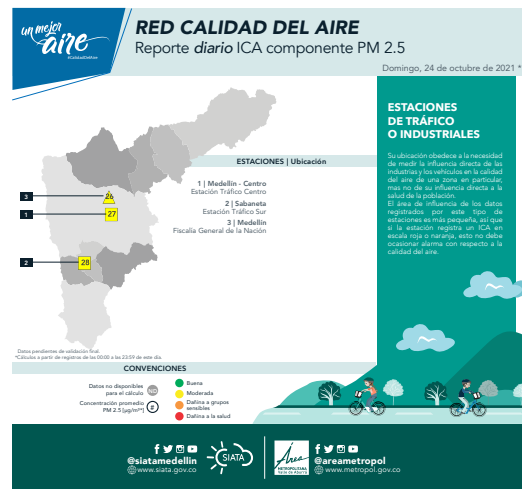 un mejor
aire
#CalidadDelAire
RED CALIDAD DEL AIRE
Reporte diario ICA componente PM 2.5
Domingo, 24 de octubre de 2021 *
ESTACIONES
DE TRÁFICO
O INDUSTRIALES
Su ubicación obedece a la necesidad
de medir la influencia directa de las
industrias y los vehículos en la calidad
del aire de una zona en particular,
mas no de su influencia directa a la
salud de la población.
El área de influencia de los datos
registrados por este tipo de
estaciones es más pequeña, así que
si la estación registra un ICA en
escala roja o naranja, esto no debe
ocasionar alarma con respecto a la
calidad del aire.
ESTACIONES | Ubicación
1 | Medellín - Centro
Estación Tráfico Centro
2 | Sabaneta
Estación Tráfico Sur
3 | Medellín
Fiscalía General de la Nación
3
26
1
27
2
28
Datos pendientes de validación final.
*Cálculos a partir de registros de las 00:00 a las 23:59 de este día.
CONVENCIONES
Datos no disponibles
para el cálculo
ND
Concentración promedio
PM 2.5 [µg/m³*]
#
Buena
Moderada
Dañina a grupos
sensibles
Dañina a la salud
@siatamedellin
www.siata.gov.co
SIATA
Área
METROPOLITANA
Valle de Aburrá
@areametropol
www.metropol.gov.co